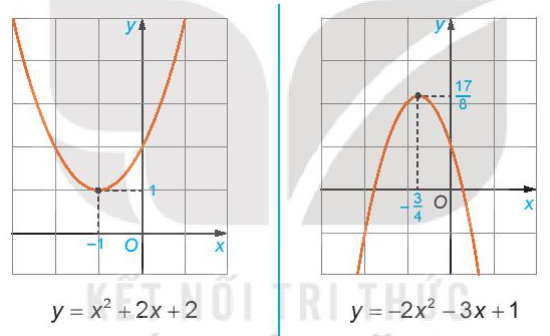 y
1
-1
O
x
y = x² + 2x + 2
y
17/8
-3/4
O
x
y = -2x² - 3x + 1
KẾT NỐI TRI THỨC